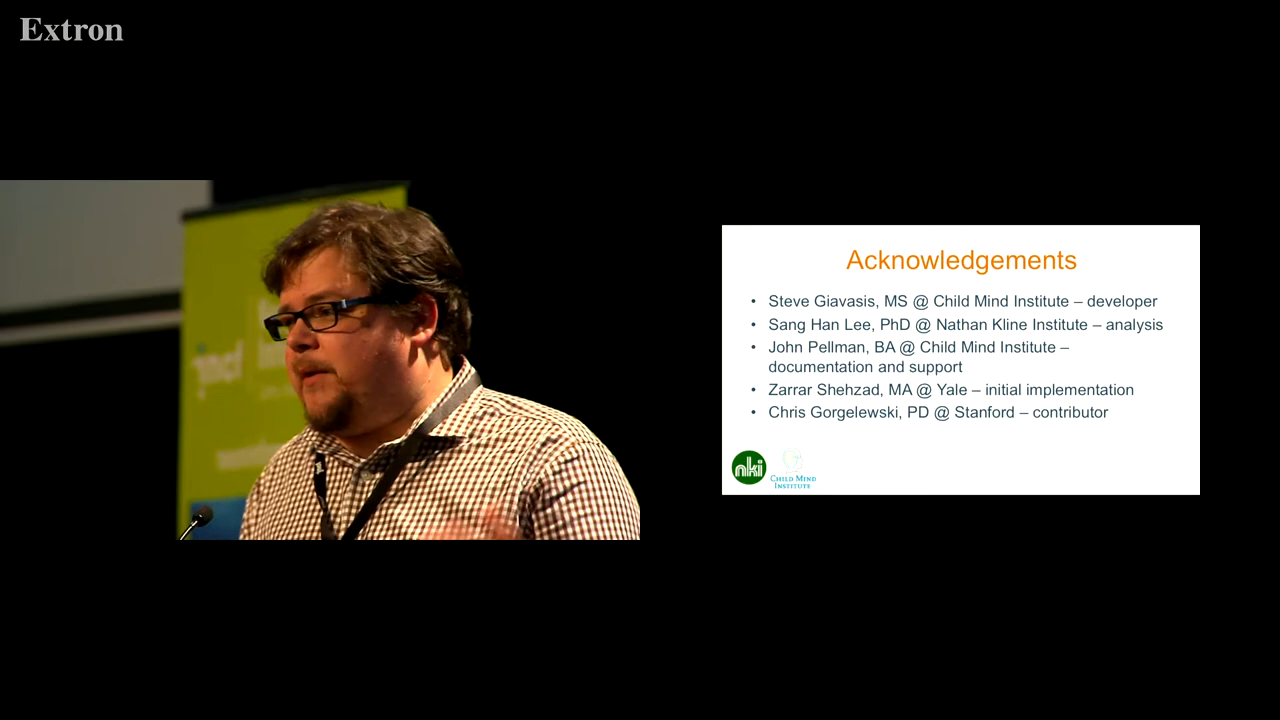 Extron
incf
Acknowledgements
• Steve Giavasis, MS @ Child Mind Institute – developer
• Sang Han Lee, PhD @ Nathan Kline Institute – analysis
• John Pellman, BA @ Child Mind Institute –
documentation and support
• Zarrar Shehzad, MA @ Yale – initial implementation
• Chris Gorgelewski, PD @ Stanford – contributor
nki
CHILD MIND
INSTITUTE